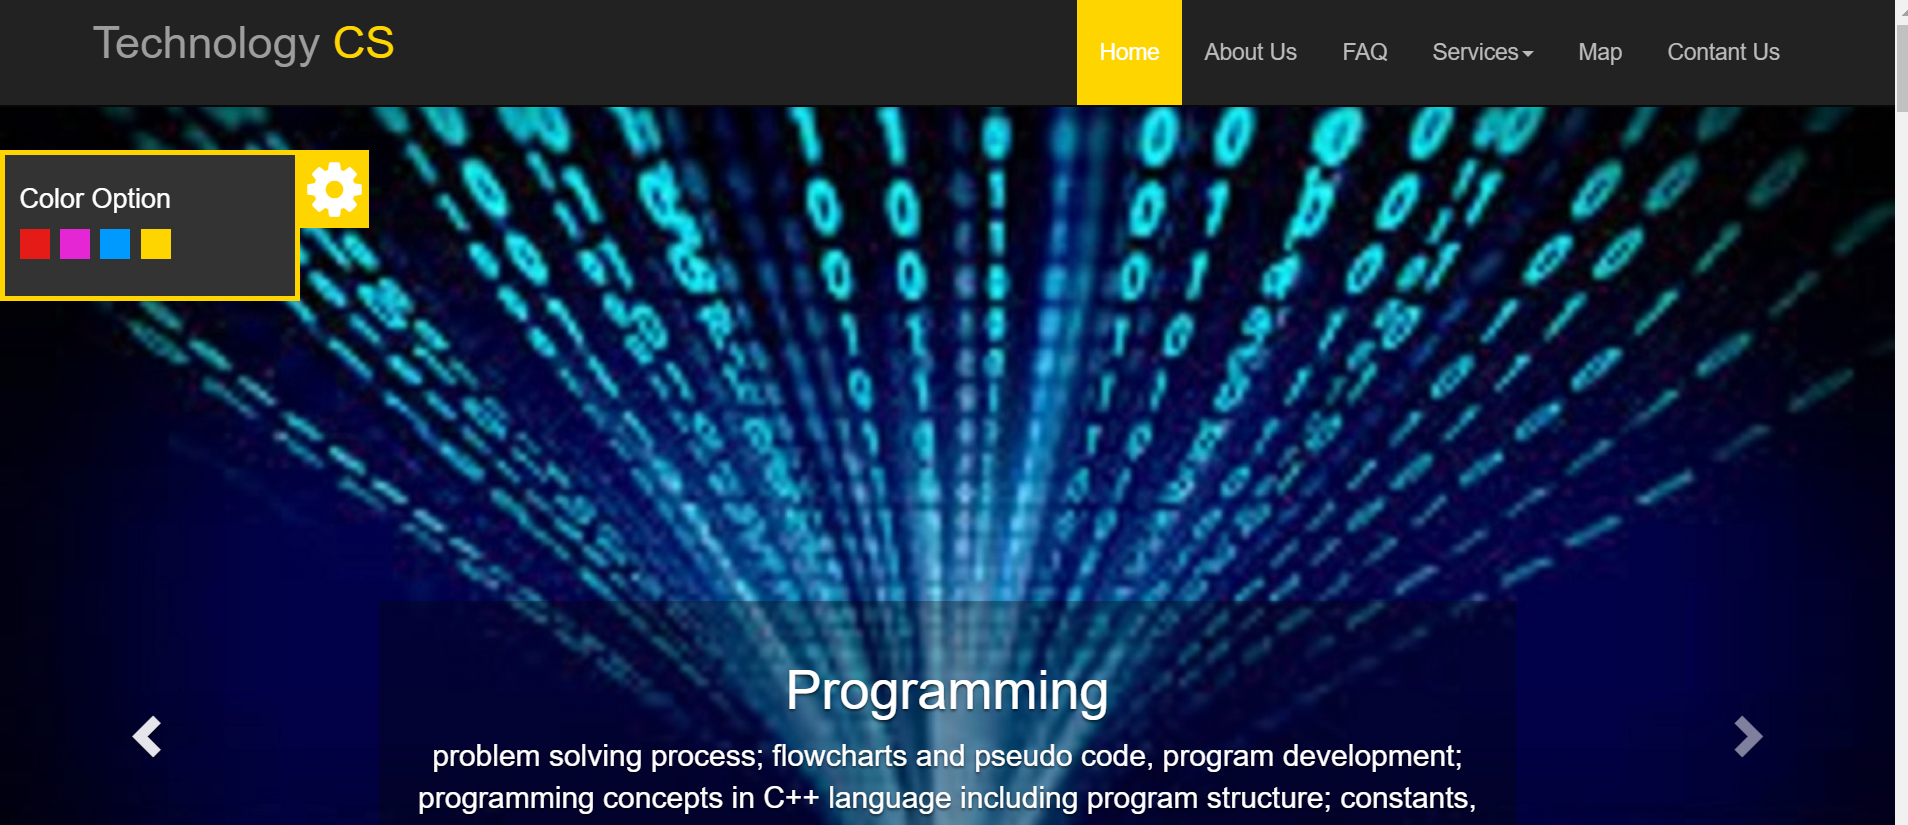 Technology CS
Home About Us FAQ Services Map Contant Us
Color Option
Programming
problem solving process; flowcharts and pseudo code, program development;
programming concepts in C++ language including program structure; constants,